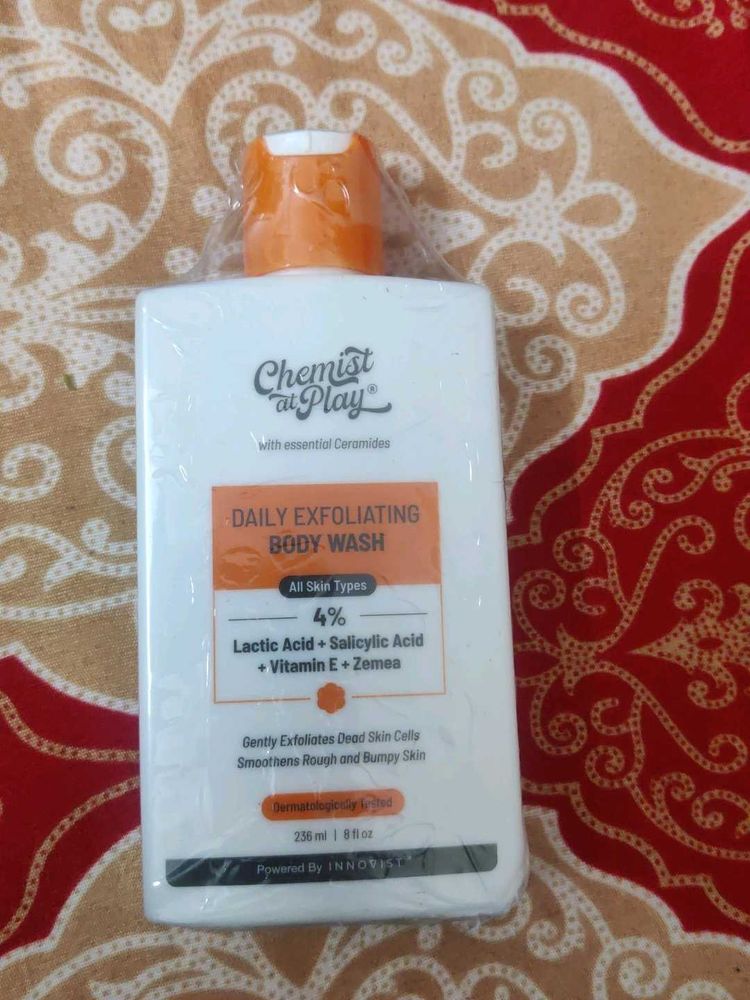 Chemist
at Play®
with essential Ceramides
DAILY EXFOLIATING
BODY WASH
All Skin Types
4%
Lactic Acid + Salicylic Acid
+ Vitamin E + Zemea
Gently Exfoliates Dead Skin Cells
Smoothens Rough and Bumpy Skin
Dermatologically Tested
236 ml | 8 fl oz
Powered By INNOVIST™